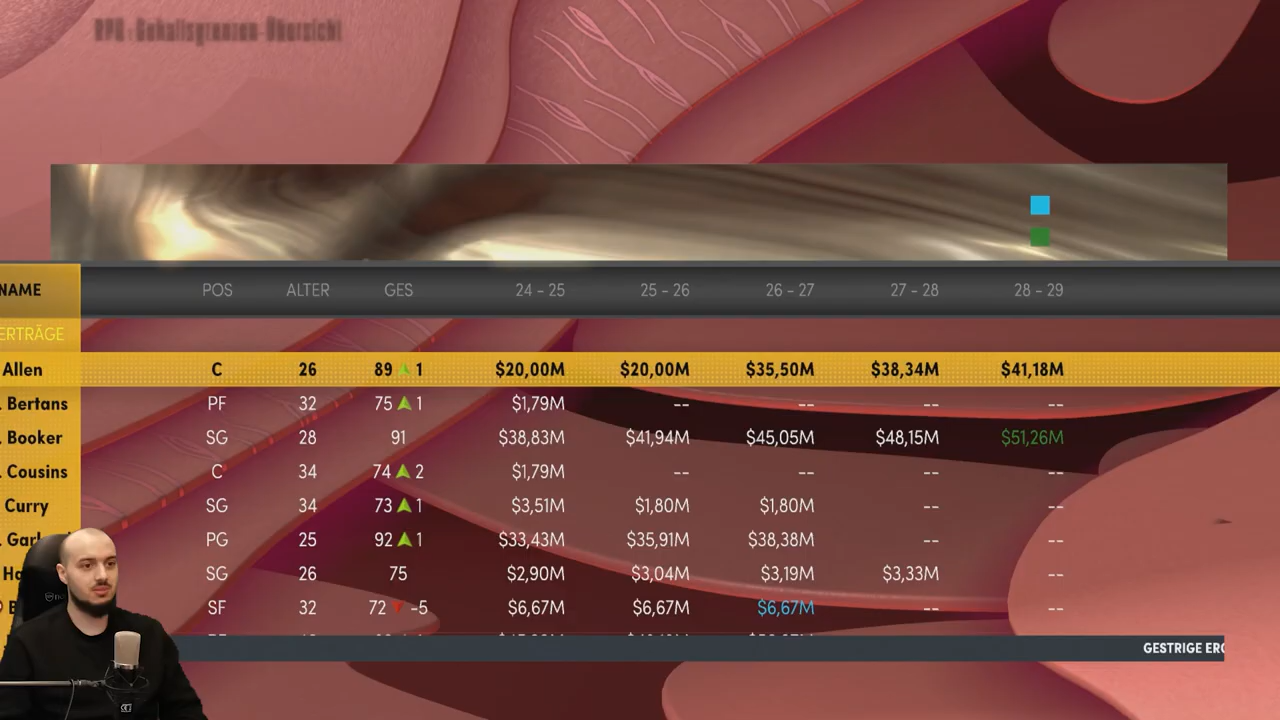 NAME POS ALTER GES 24 - 25 25 - 26 26 - 27 27 - 28 28 - 29
ERTRÄGE
Allen C 26 89 1 $20,00M $20,00M $35,50M $38,34M $41,18M
. Bertans PF 32 75 1 $1,79M -- -- -- --
. Booker SG 28 91 $38,83M $41,94M $45,05M $48,15M $51,26M
. Cousins C 34 74 2 $1,79M -- -- -- --
Curry SG 34 73 1 $3,51M $1,80M $1,80M -- --
. Garl PG 25 92 1 $33,43M $35,91M $38,38M -- --
Ha SG 26 75 $2,90M $3,04M $3,19M $3,33M --
SF 32 72 -5 $6,67M $6,67M $6,67M -- --
GESTRIGE ERG